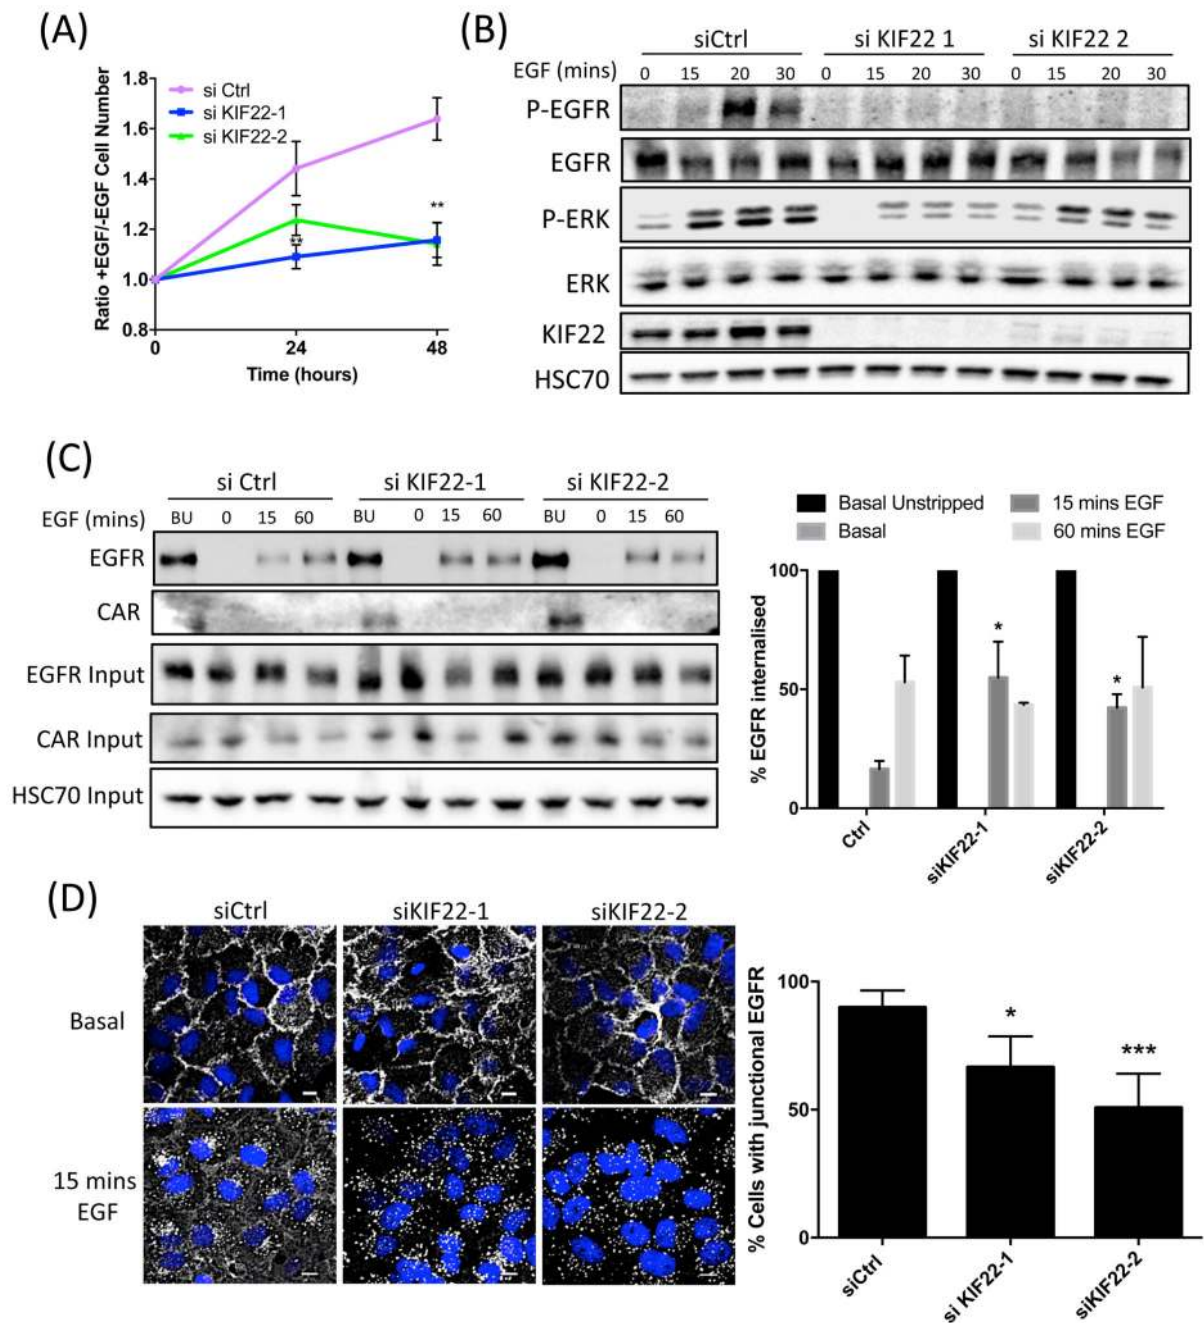 (A)
1.8
1.6
1.4
1.2
1.0
0.8
Ratio +EGF/-EGF Cell Number
si Ctrl
si KIF22-1
si KIF22-2
**
**
0
24
48
Time (hours)
(B)
siCtrl
si KIF22 1
si KIF22 2
EGF (mins)
0 15 20 30 0 15 20 30 0 15 20 30
P-EGFR
EGFR
P-ERK
ERK
KIF22
HSC70
(C)
si Ctrl
si KIF22-1
si KIF22-2
EGF (mins)
BU 0 15 60 BU 0 15 60 BU 0 15 60
EGFR
CAR
EGFR Input
CAR Input
HSC70 Input
Basal Unstripped
15 mins EGF
Basal
60 mins EGF
% EGFR internalised
100
50
0
*
*
Ctrl
siKIF22-1
siKIF22-2
(D)
siCtrl
siKIF22-1
siKIF22-2
Basal
15 mins
EGF
% Cells with junctional EGFR
100
50
0
*
***
siCtrl
si KIF22-1
siKIF22-2